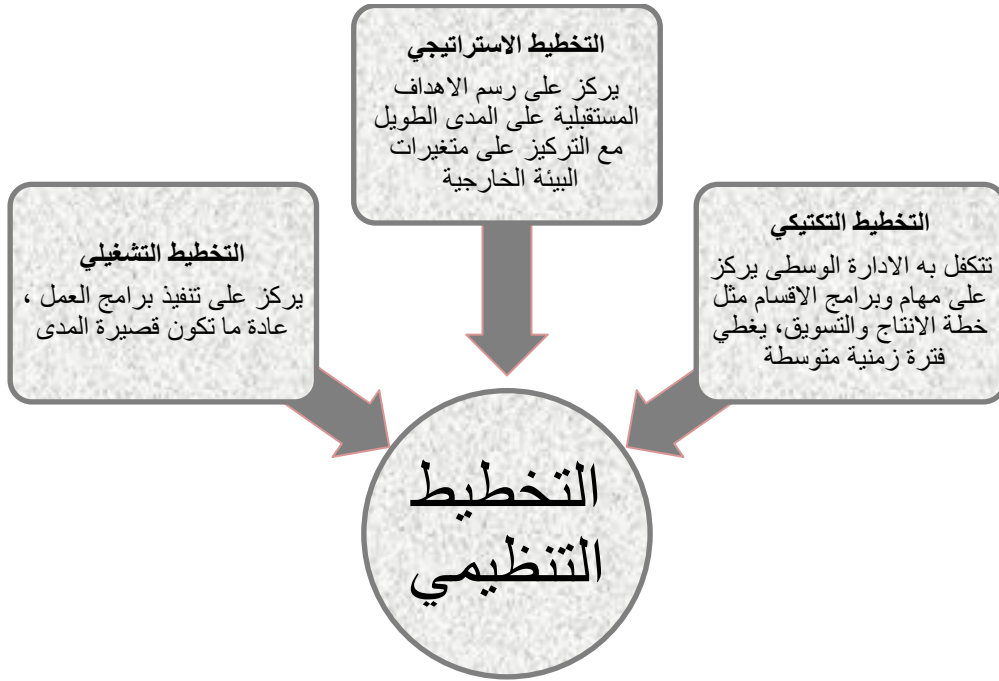 التخطيط الاستراتيجي
يركز على رسم الاهداف
المستقبلية على المدى الطويل
مع التركيز على متغيرات
البيئة الخارجية
التخطيط التكتيكي
تتكفل به الادارة الوسطى يركز
على مهام وبرامج الاقسام مثل
خطة الانتاج والتسويق، يغطي
فترة زمنية متوسطة
التخطيط التشغيلي
يركز على تنفيذ برامج العمل ،
عادة ما تكون قصيرة المدى
التخطيط
التنظيمي